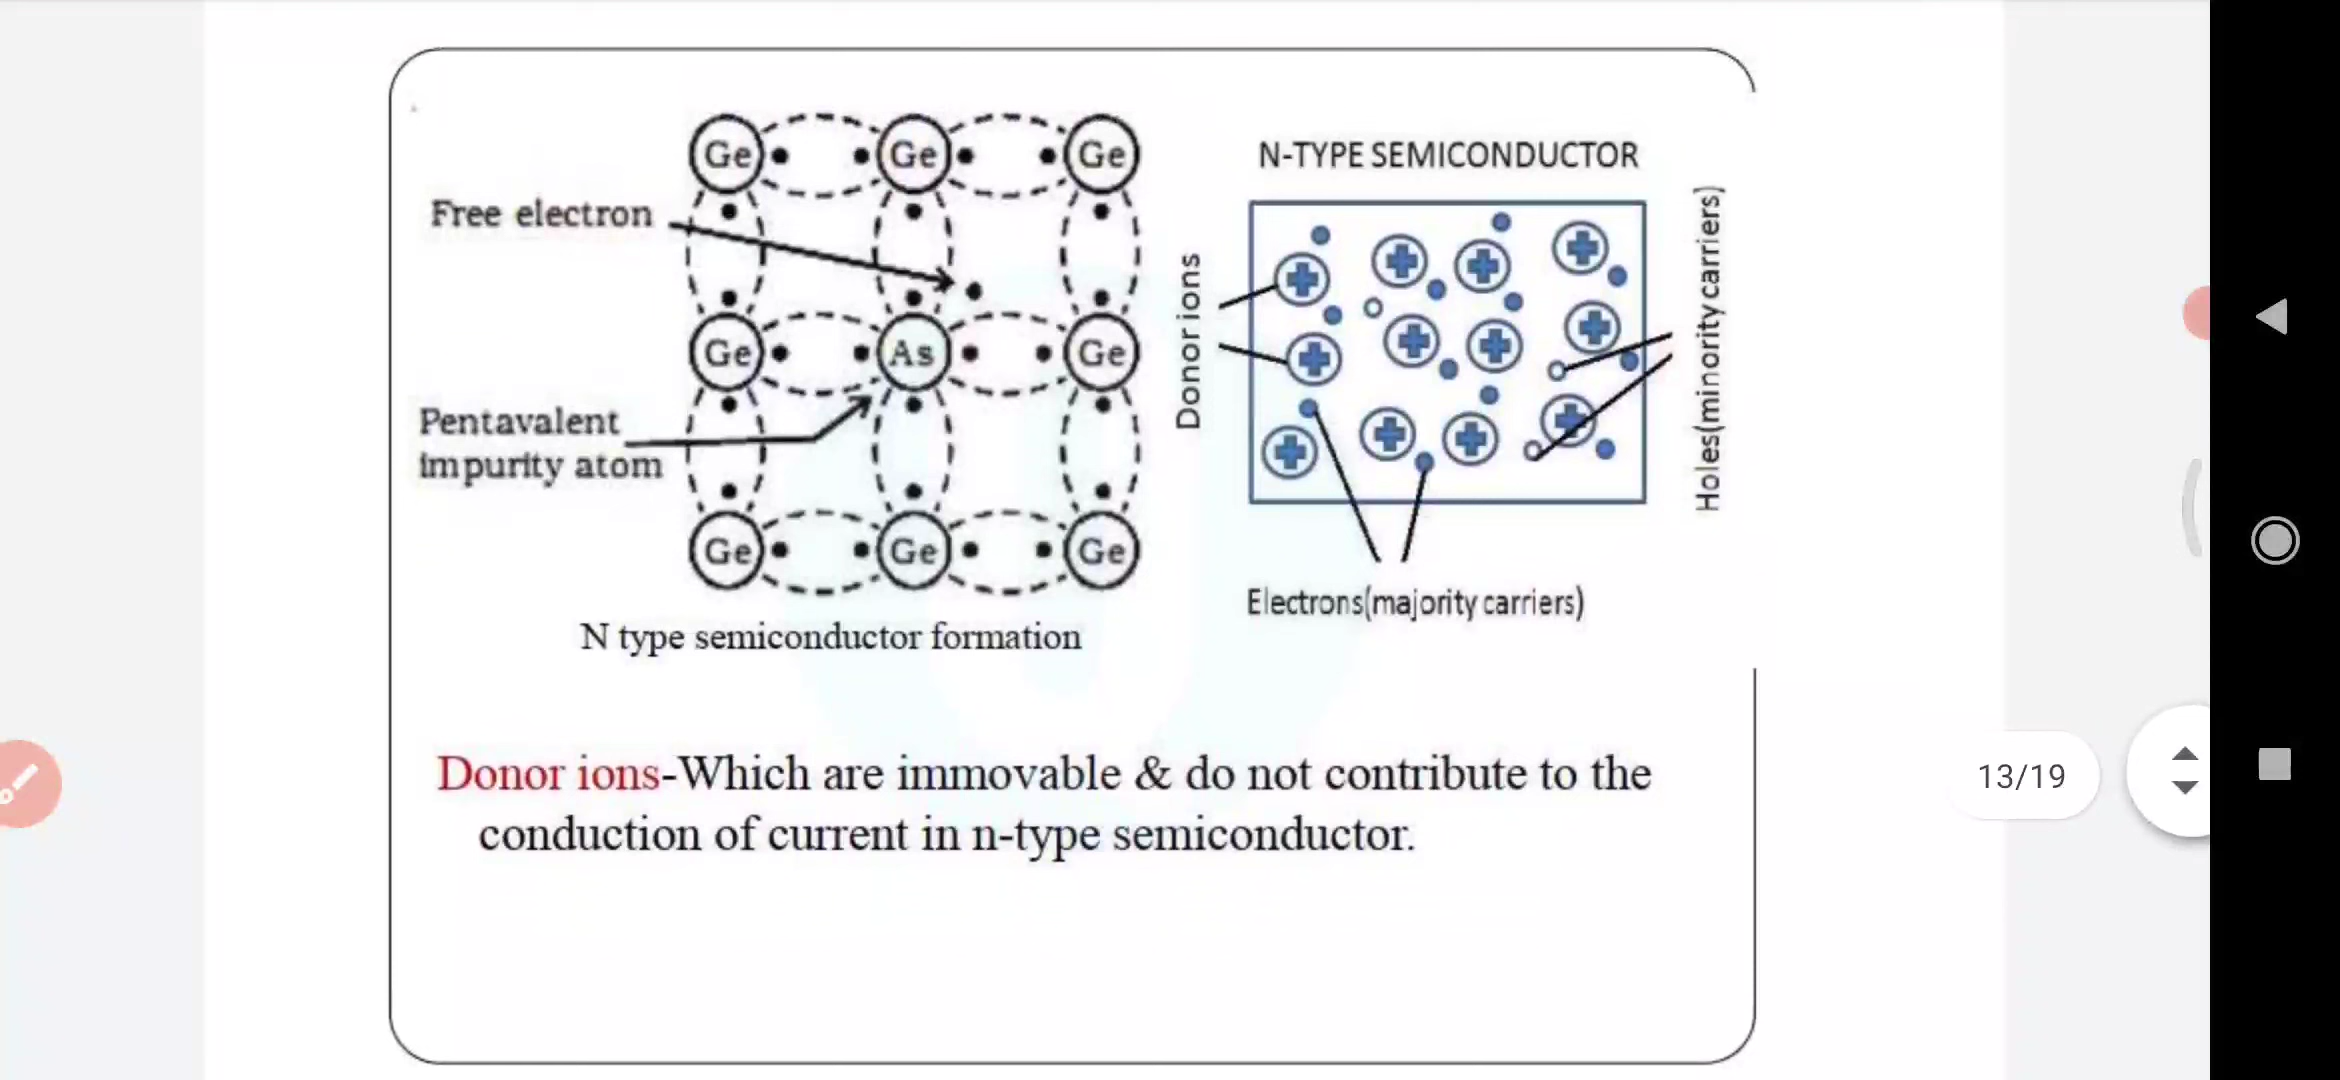 Ge Ge Ge
Free electron
Ge As Ge
Pentavalent
impurity atom
Ge Ge Ge
N type semiconductor formation
N-TYPE SEMICONDUCTOR
Donor ions
Holes(minority carriers)
Electrons(majority carriers)
Donor ions-Which are immovable & do not contribute to the
conduction of current in n-type semiconductor.
13/19